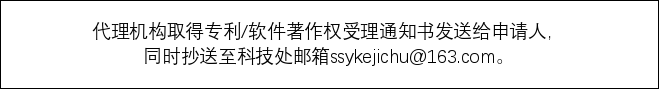 代理机构取得专利/软件著作权受理通知书发送给申请人,
同时抄送至科技处邮箱ssykejichu@163.com。